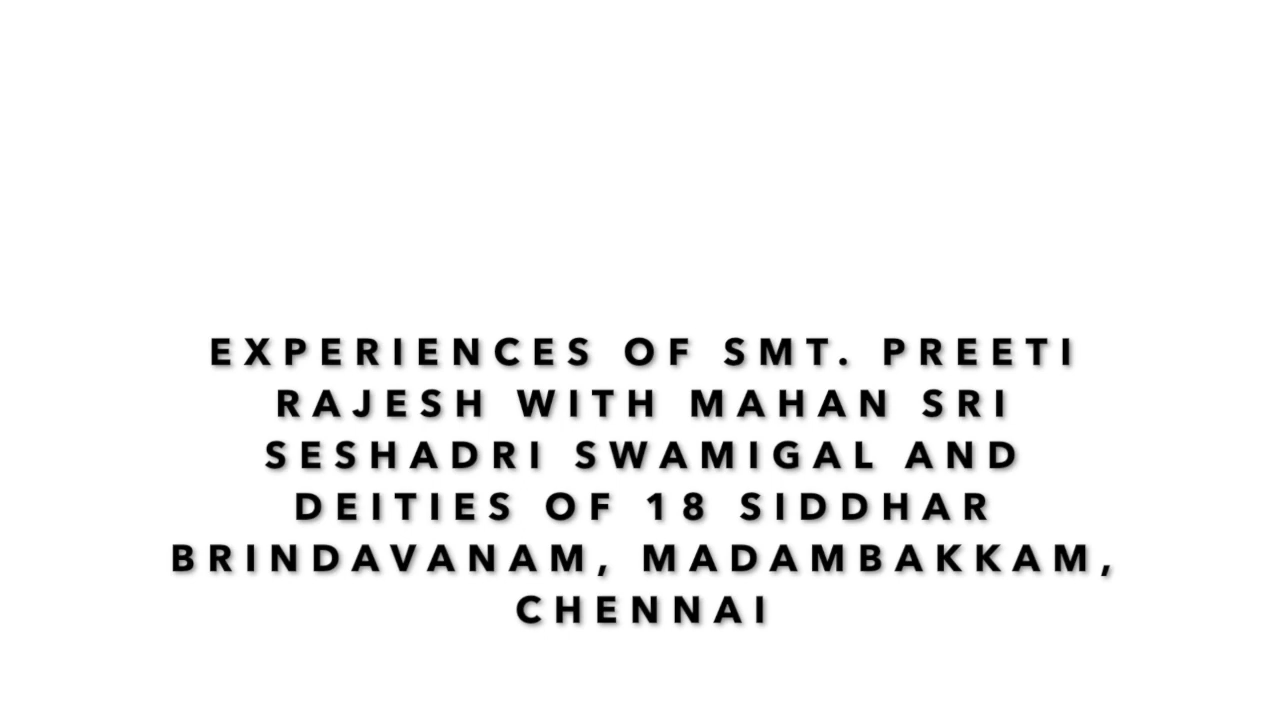 EXPERIENCES OF SMT. PREETI
RAJESH WITH MAHAN SRI
SESHADRI SWAMIGAL AND
DEITIES OF 18 SIDDHAR
BRINDAVANAM, MADAMBAKKAM,
CHENNAI